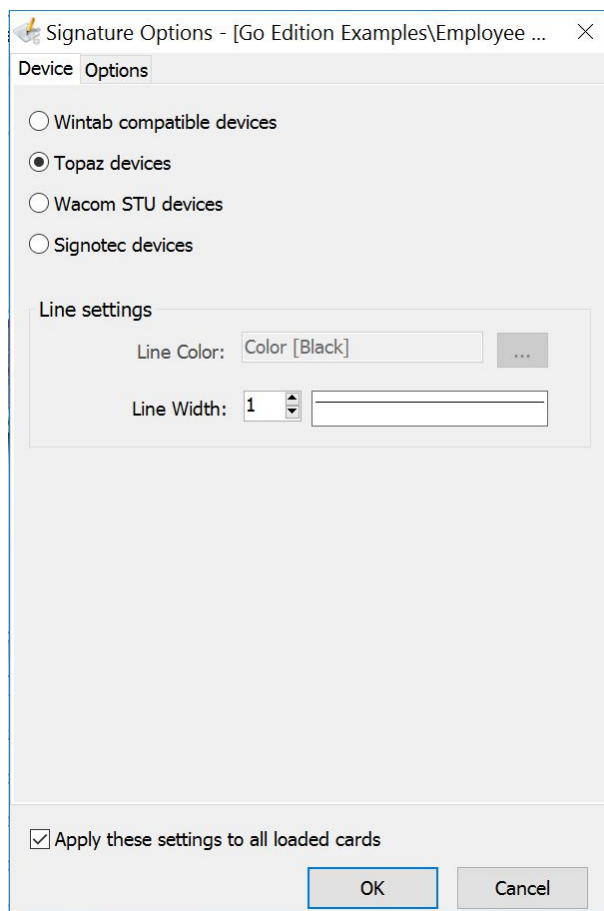 Signature Options - [Go Edition Examples\Employee ...
Device Options
Wintab compatible devices
Topaz devices
Wacom STU devices
Signotec devices
Line settings
Line Color: Color [Black] ...
Line Width: 1
Apply these settings to all loaded cards
OK Cancel